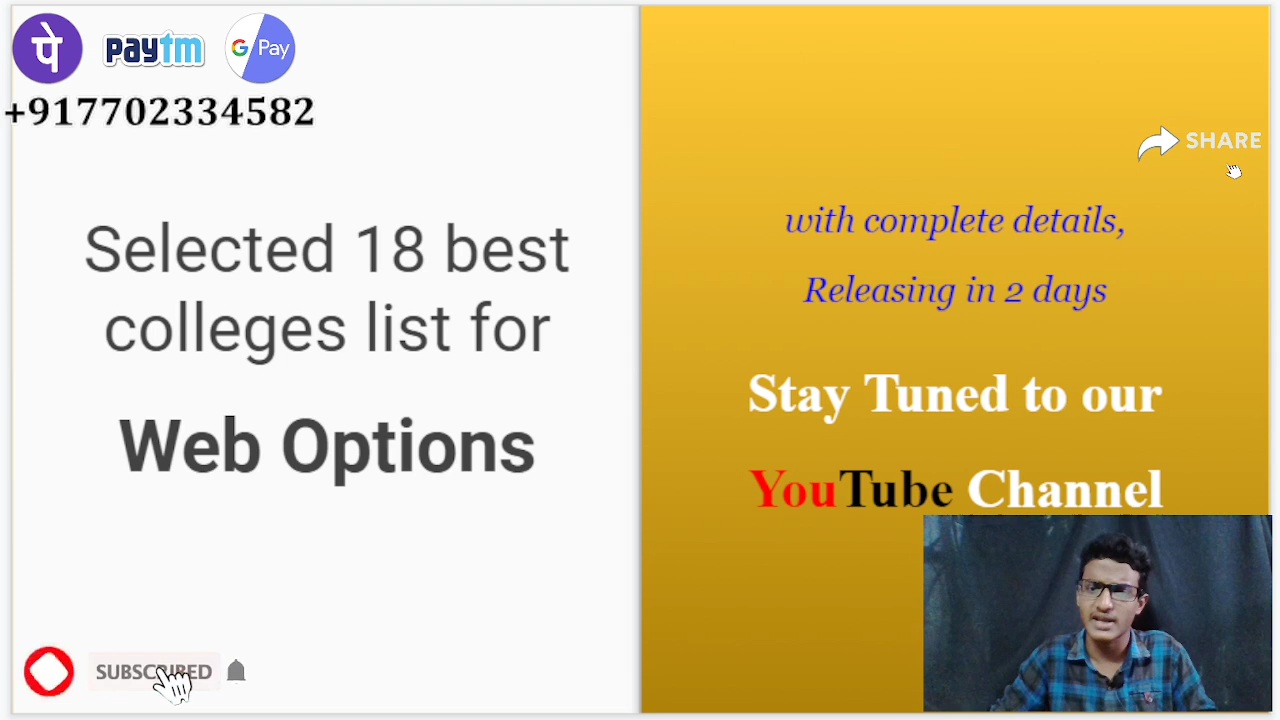 पे
paytm
G Pay
+917702334582
SHARE
Selected 18 best
colleges list for
Web Options
with complete details,
Releasing in 2 days
Stay Tuned to our
YouTube Channel
SUBSCRIBED